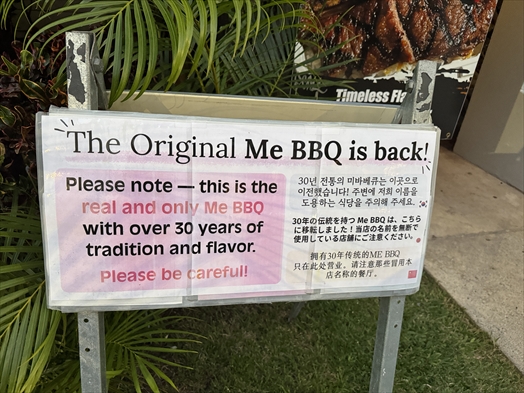 Timeless Fla
The Original Me BBQ is back!
Please note — this is the
real and only Me BBQ
with over 30 years of
tradition and flavor.
Please be careful!
30년 전통의 미바베큐는 이곳으로
이전했습니다! 주변에 저희 이름을
도용하는 식당을 주의해 주세요.
30年の伝統を持つ Me BBQ は、こちら
に移転しました！当店の名前を無断で
使用している店舗にご注意ください。
拥有30年传统的ME BBQ
只在此处营业。请注意那些冒用本
店名称的餐厅。